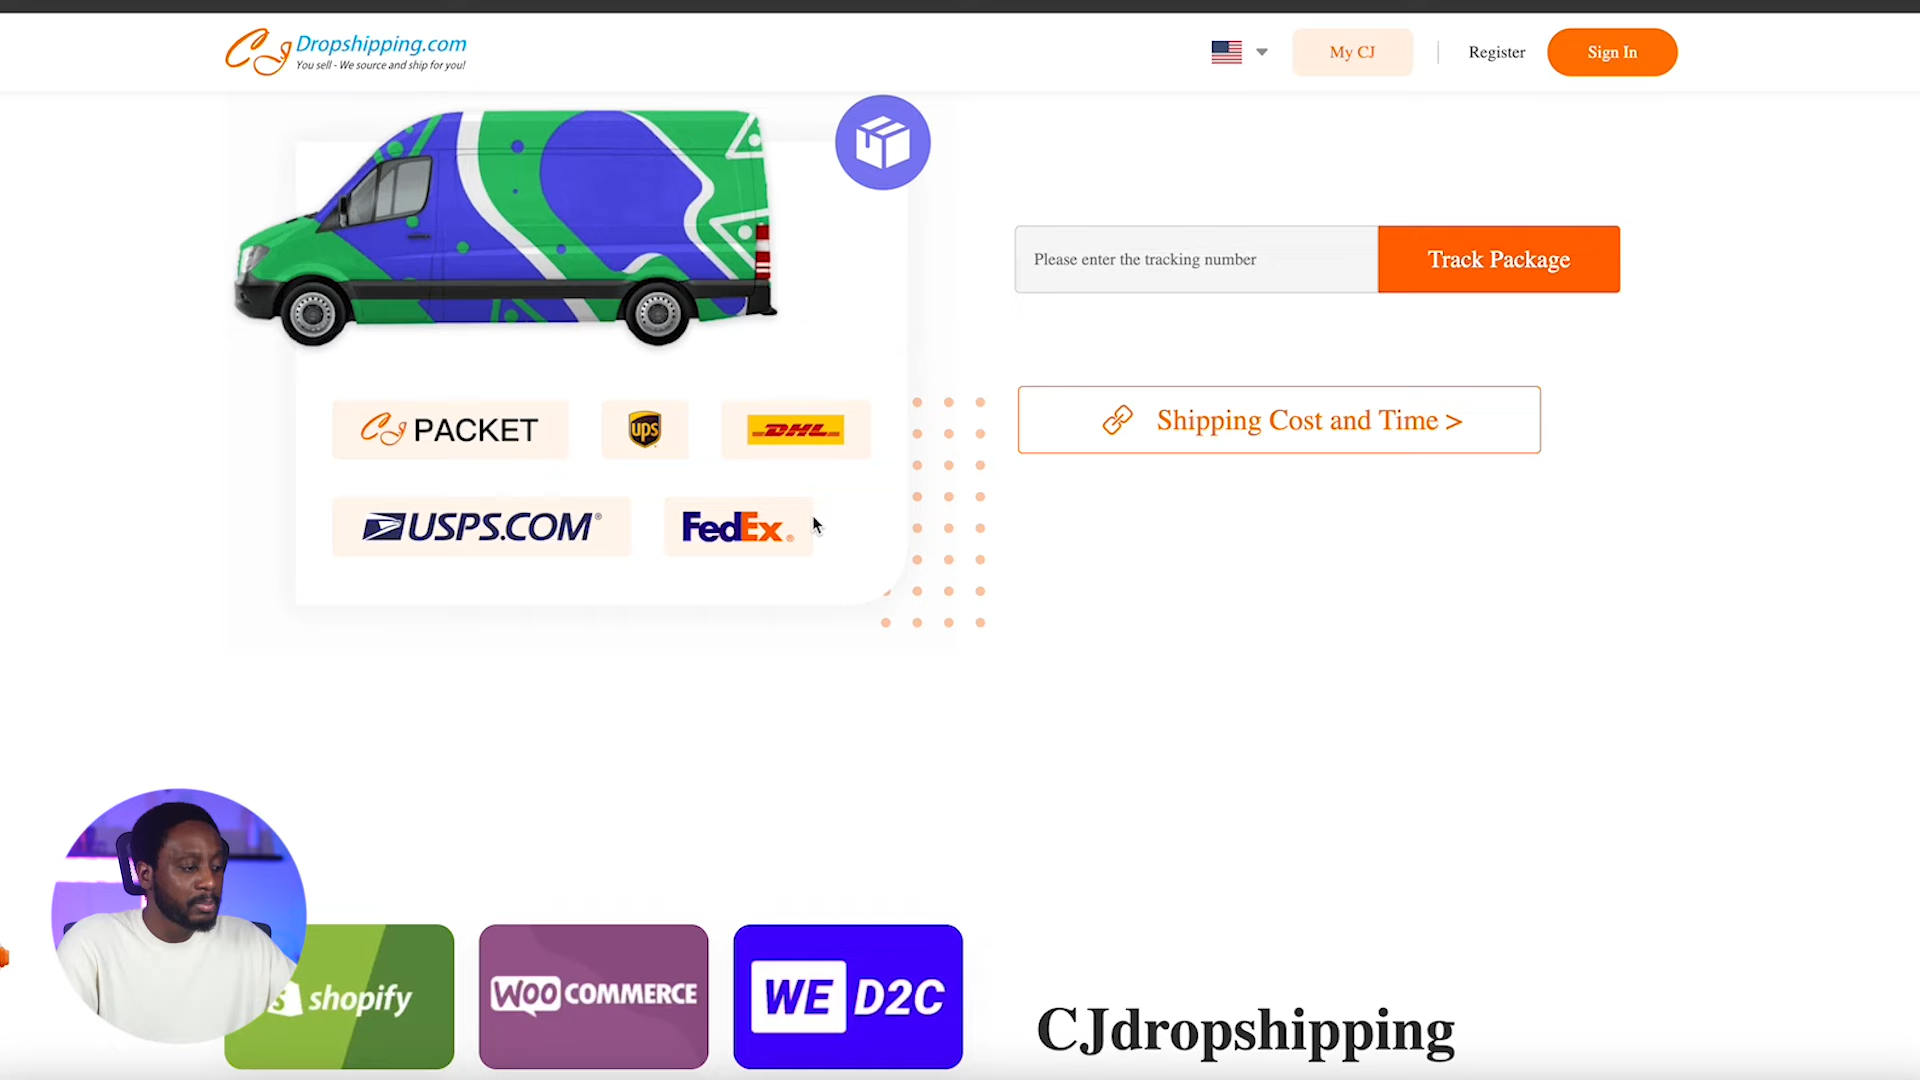 CJ Dropshipping.com
You sell - We source and ship for you!
My CJ
Register
Sign In
Please enter the tracking number
Track Package
CJ PACKET
ups
DHL
Shipping Cost and Time >
USPS.COM®
FedEx®
shopify
WOO COMMERCE
WE D2C
CJdropshipping